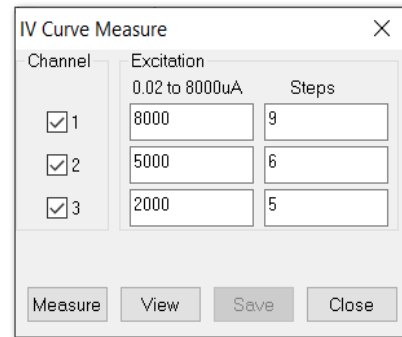 IV Curve Measure
Channel Excitation
0.02 to 8000uA Steps
1 8000 9
2 5000 6
3 2000 5
Measure View Save Close